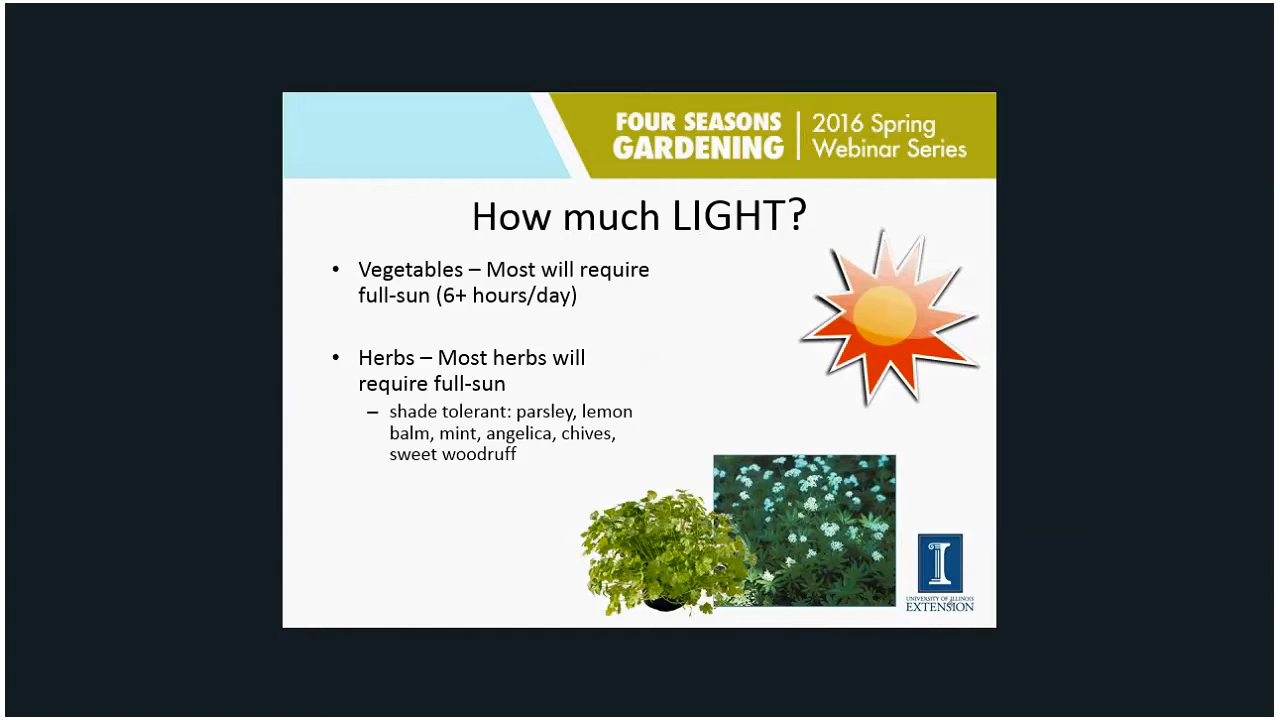 FOUR SEASONS
GARDENING
2016 Spring
Webinar Series
How much LIGHT?
• Vegetables – Most will require
full-sun (6+ hours/day)
• Herbs – Most herbs will
require full-sun
– shade tolerant: parsley, lemon
balm, mint, angelica, chives,
sweet woodruff
I
UNIVERSITY OF ILLINOIS
EXTENSION